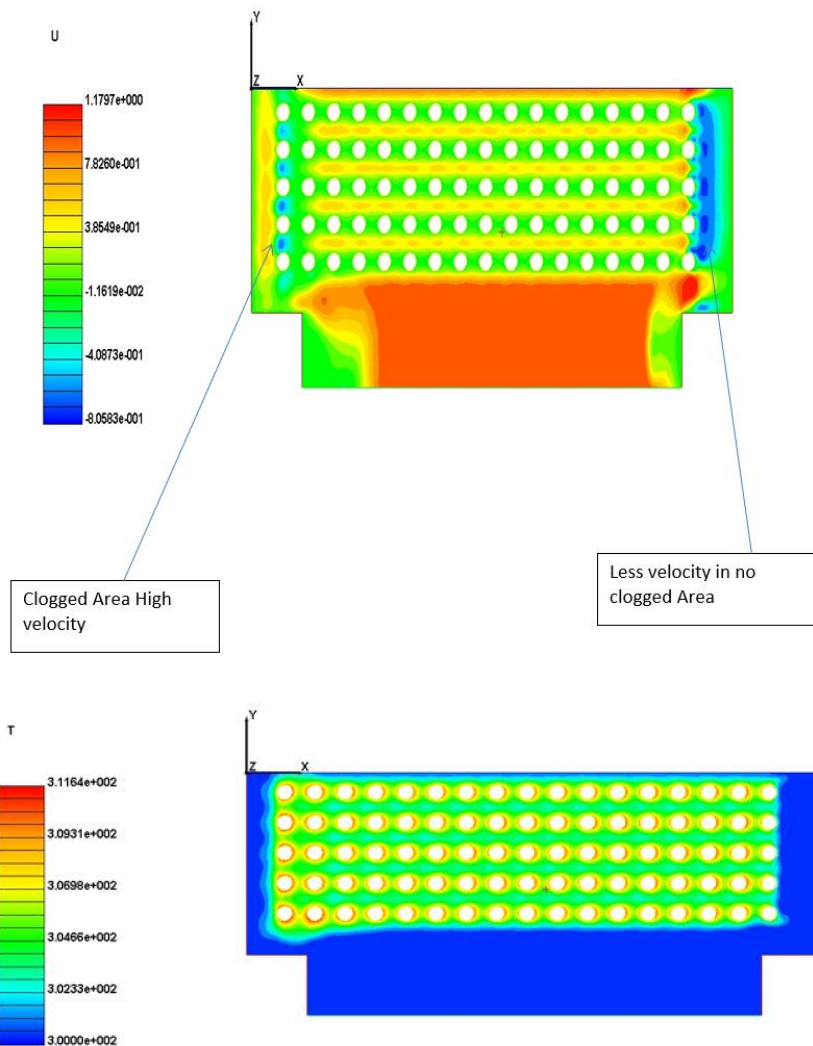 Y
U
Z
X
1.1797e+000
7.8260e-001
3.8549e-001
-1.1619e-002
-4.0873e-001
-8.0583e-001
Clogged Area High
velocity
Less velocity in no
clogged Area
Y
T
Z
X
3.1164e+002
3.0931e+002
3.0698e+002
3.0466e+002
3.0233e+002
3.0000e+002